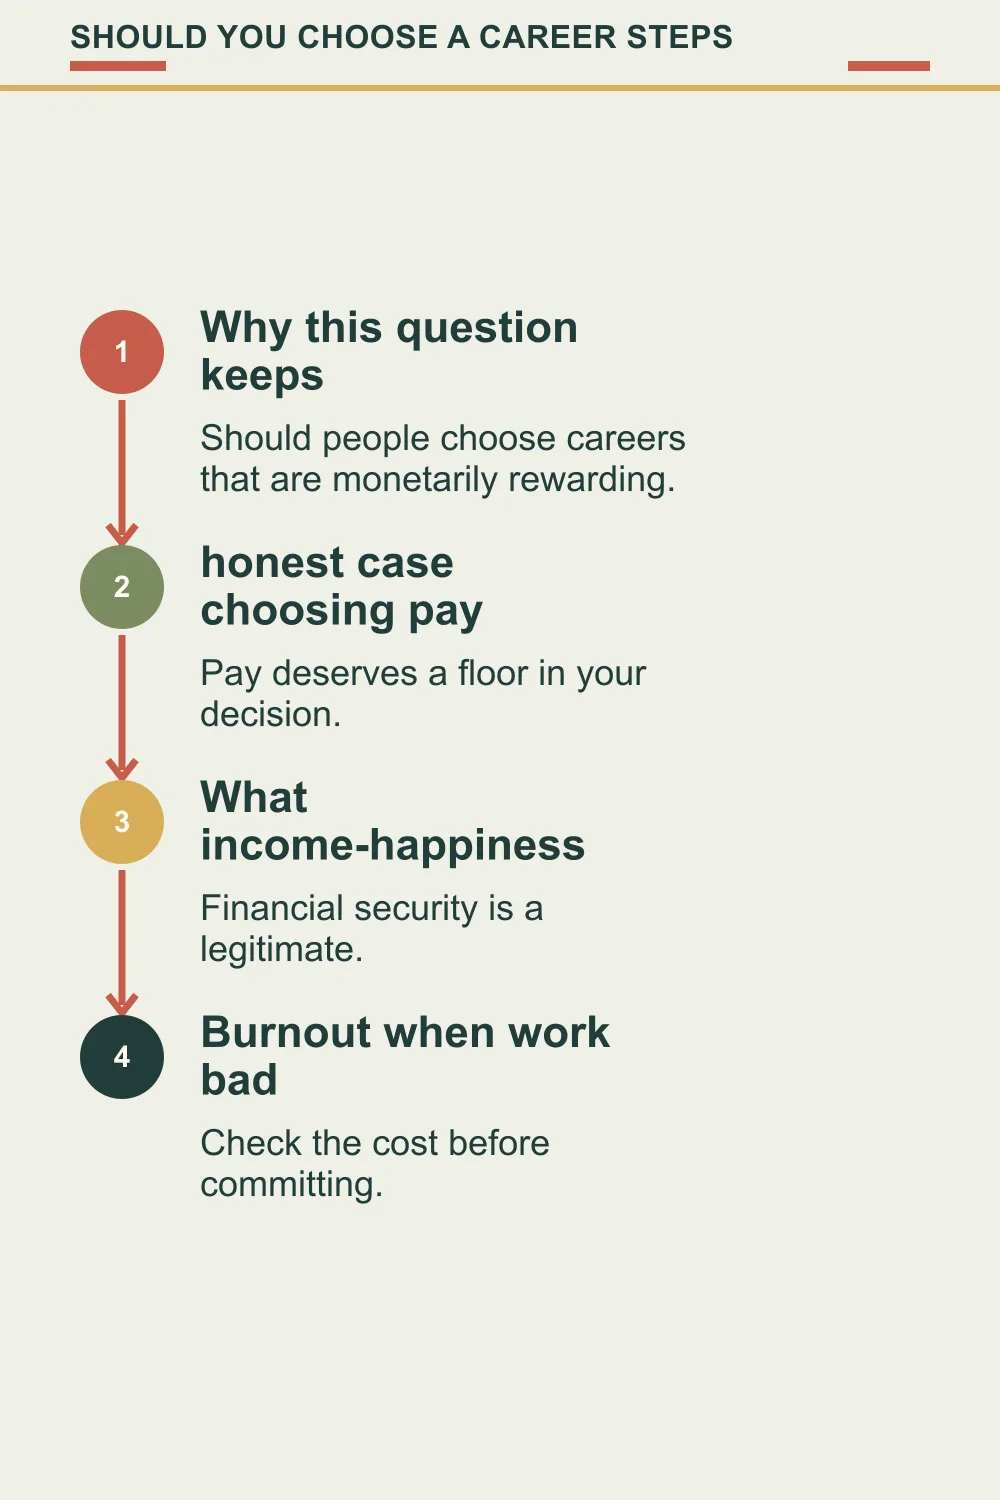 SHOULD YOU CHOOSE A CAREER STEPS
1
Why this question
keeps
Should people choose careers
that are monetarily rewarding.
2
honest case
choosing pay
Pay deserves a floor in your
decision.
3
What
income-happiness
Financial security is a
legitimate.
4
Burnout when work
bad
Check the cost before
committing.